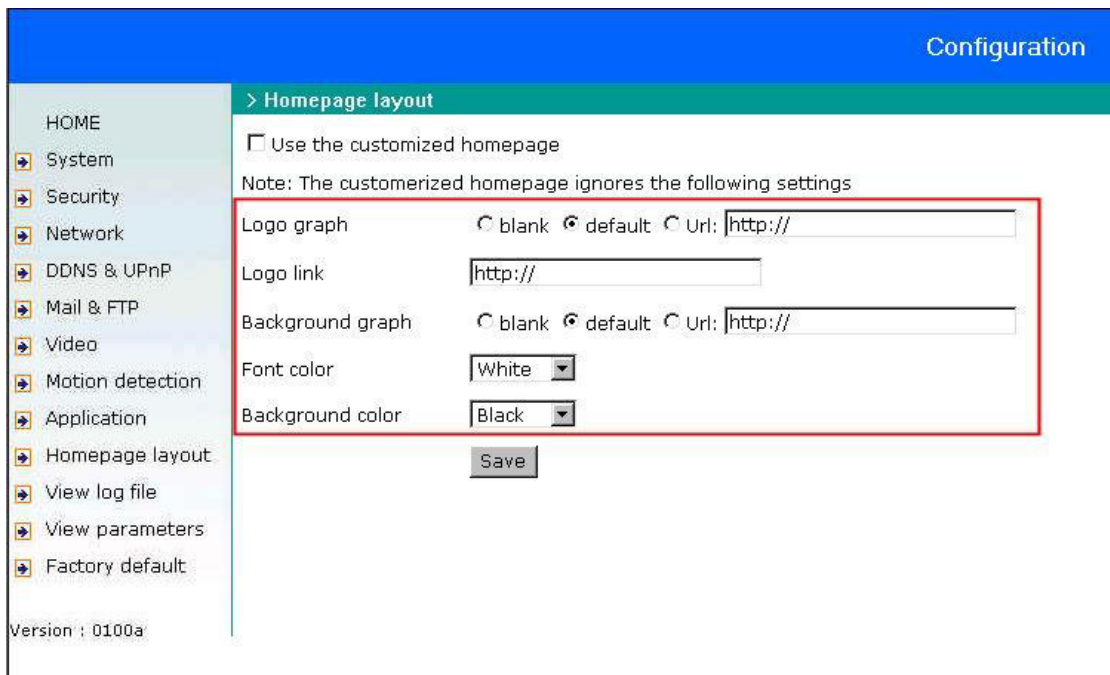 Configuration
HOME
System
Security
Network
DDNS & UPnP
Mail & FTP
Video
Motion detection
Application
Homepage layout
View log file
View parameters
Factory default
Version : 0100a
> Homepage layout
Use the customized homepage
Note: The customerized homepage ignores the following settings
Logo graph blank default Url: http://
Logo link http://
Background graph blank default Url: http://
Font color White
Background color Black
Save